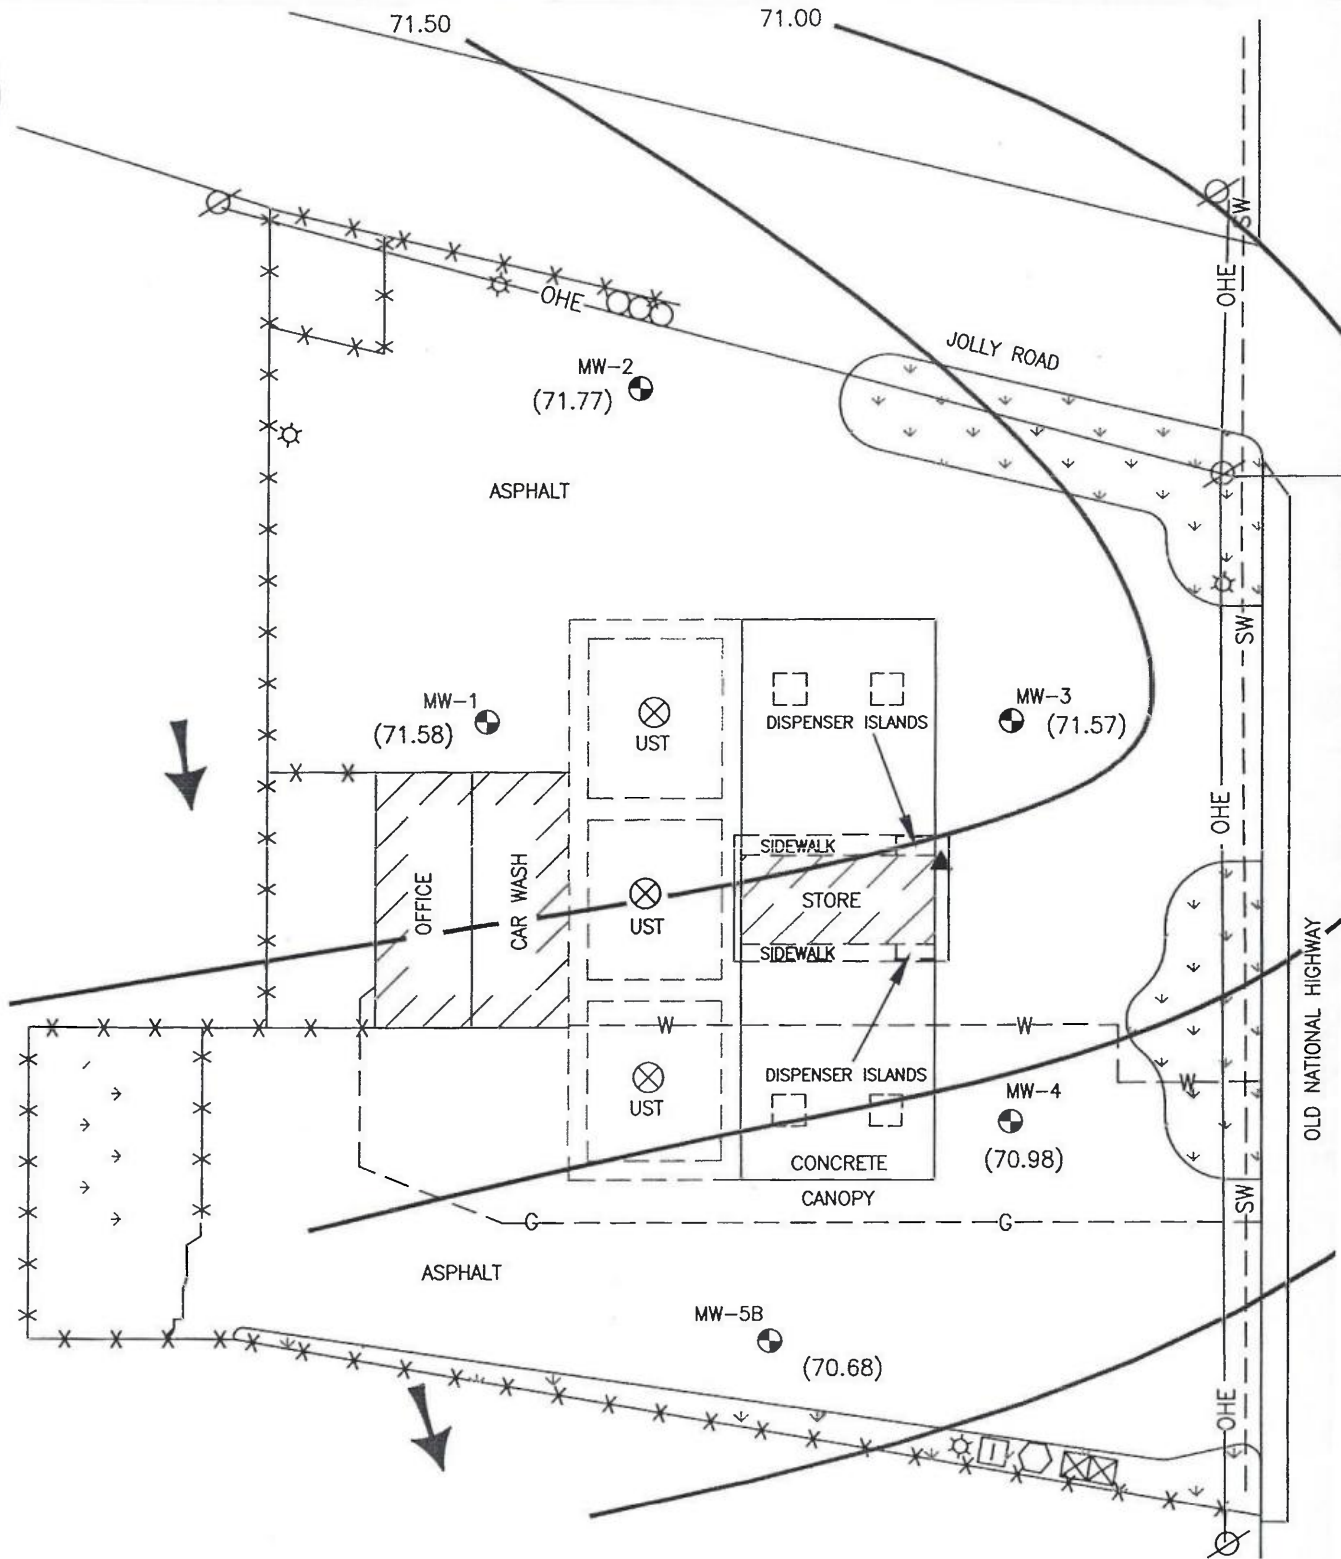 71.50
71.00
SW
OHE
OHE
JOLLY ROAD
MW-2
(71.77)
ASPHALT
SW
MW-1
(71.58)
UST
DISPENSER ISLANDS
MW-3
(71.57)
OHE
OFFICE
CAR WASH
UST
SIDEWALK
STORE
SIDEWALK
OLD NATIONAL HIGHWAY
W
W
W
UST
DISPENSER ISLANDS
MW-4
(70.98)
CONCRETE
CANOPY
SW
G
G
ASPHALT
MW-5B
(70.68)
OHE